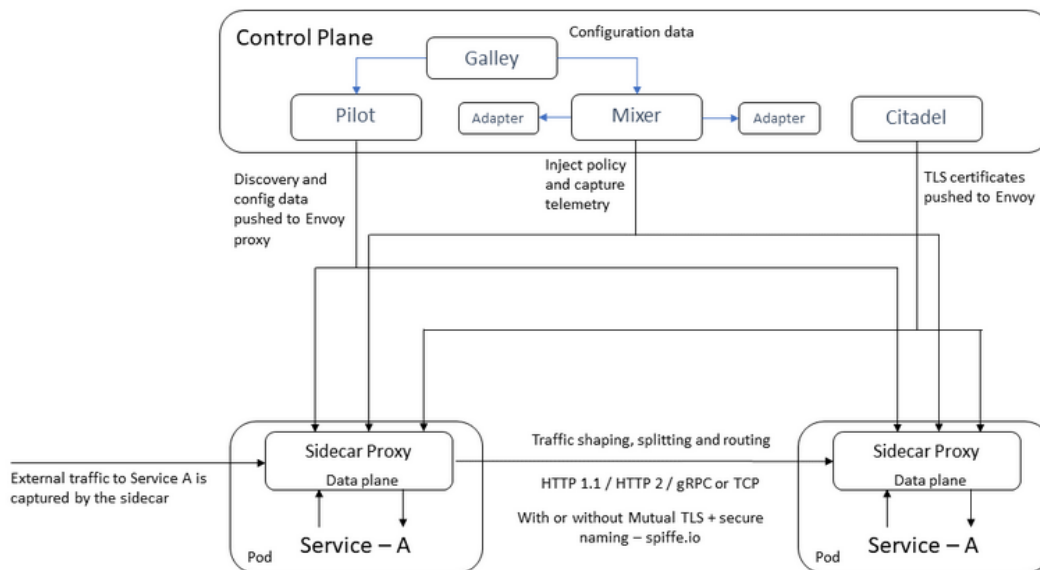 Control Plane
Configuration data
Galley
Pilot
Adapter
Mixer
Adapter
Citadel
Discovery and
config data
pushed to Envoy
proxy
Inject policy
and capture
telemetry
TLS certificates
pushed to Envoy
Sidecar Proxy
Data plane
Service – A
Pod
External traffic to Service A is
captured by the sidecar
Traffic shaping, splitting and routing
HTTP 1.1 / HTTP 2 / gRPC or TCP
With or without Mutual TLS + secure
naming – spiffe.io
Sidecar Proxy
Data plane
Service – A
Pod